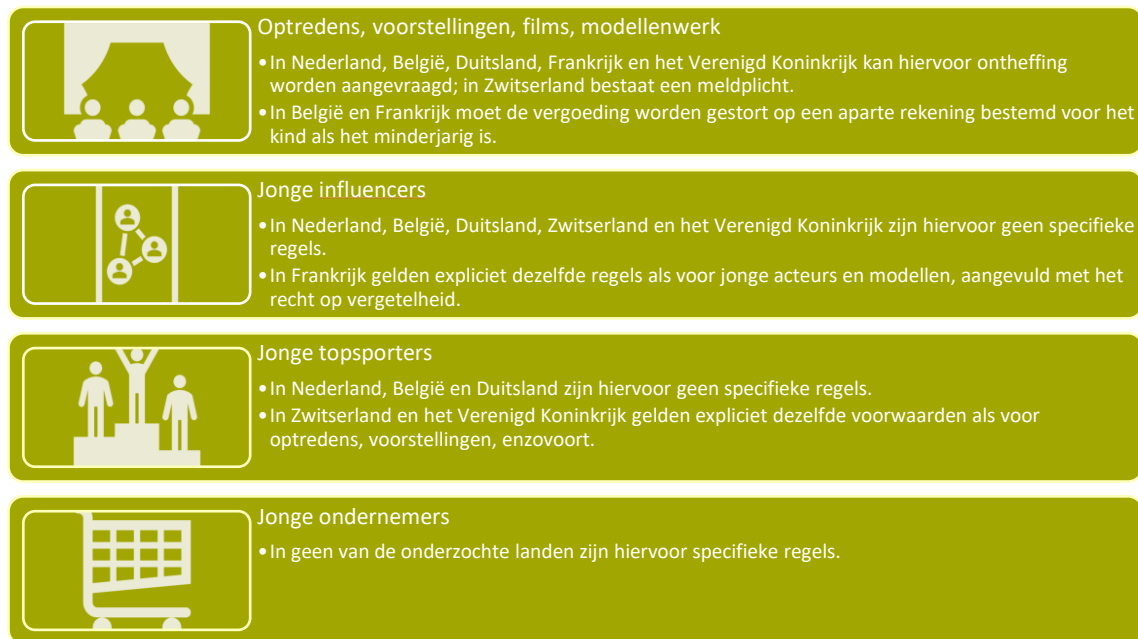 Optredens, voorstellingen, films, modellenwerk
•In Nederland, België, Duitsland, Frankrijk en het Verenigd Koninkrijk kan hiervoor ontheffing
worden aangevraagd; in Zwitserland bestaat een meldplicht.
•In België en Frankrijk moet de vergoeding worden gestort op een aparte rekening bestemd voor het
kind als het minderjarig is.
Jonge influencers
•In Nederland, België, Duitsland, Zwitserland en het Verenigd Koninkrijk zijn hiervoor geen specifieke
regels.
•In Frankrijk gelden expliciet dezelfde regels als voor jonge acteurs en modellen, aangevuld met het
recht op vergetelheid.
Jonge topsporters
•In Nederland, België en Duitsland zijn hiervoor geen specifieke regels.
•In Zwitserland en het Verenigd Koninkrijk gelden expliciet dezelfde voorwaarden als voor
optredens, voorstellingen, enzovoort.
Jonge ondernemers
•In geen van de onderzochte landen zijn hiervoor specifieke regels.